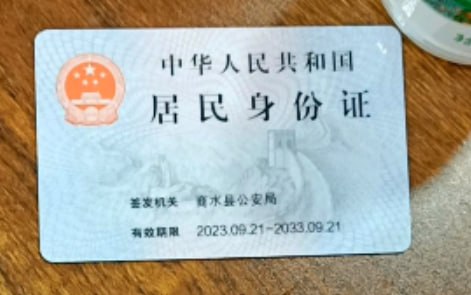 中华人民共和国
居民身份证
签发机关 商水县公安局
有效期限 2023.09.21-2033.09.21